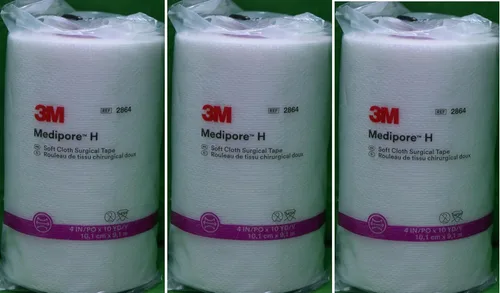 3M
REF 2864
Medipore™ H
Soft Cloth Surgical Tape
Rouleau de tissu chirurgical doux
4 IN/PO x 10 YD/V
10,1 cm x 9,1 m
3M
REF 2864
Medipore™ H
Soft Cloth Surgical Tape
Rouleau de tissu chirurgical doux
4 IN/PO x 10 YD/V
10,1 cm x 9,1 m
3M
REF 2864
Medipore™ H
Soft Cloth Surgical Tape
Rouleau de tissu chirurgical doux
4 IN/PO x 10 YD/V
10,1 cm x 9,1 m